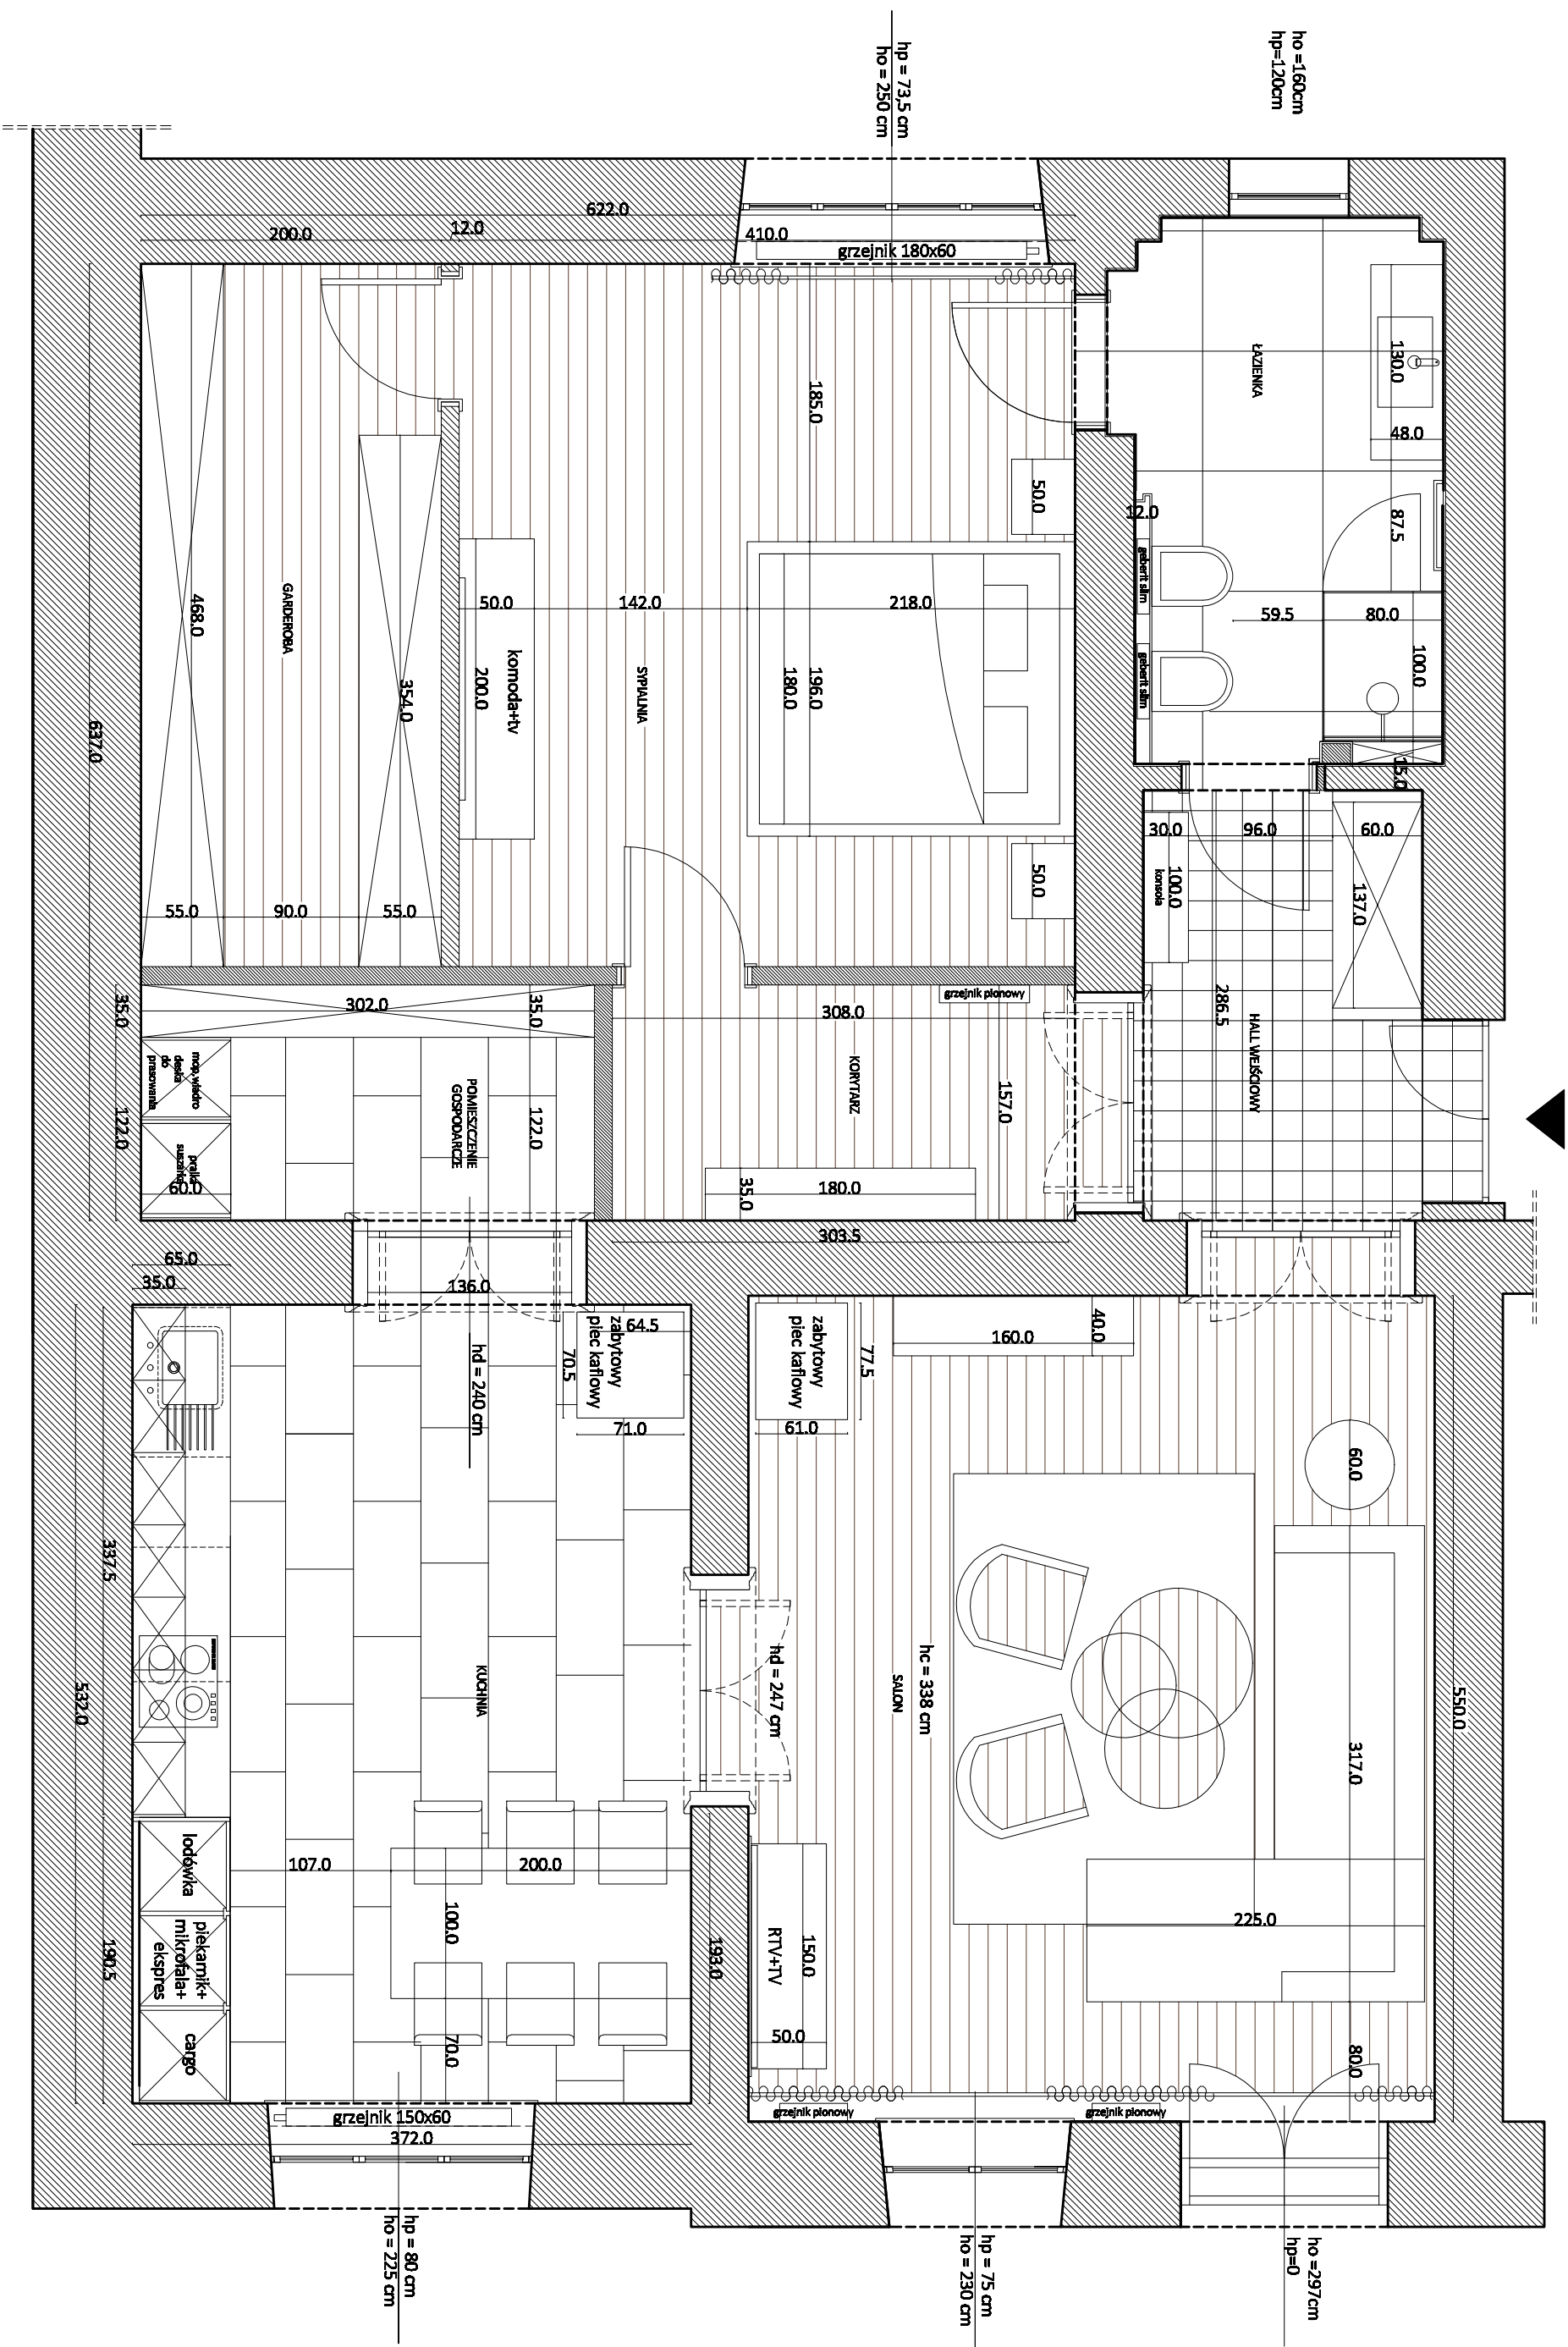 ho =160cm
hp=120cm
hp = 73,5 cm
ho = 250 cm
622.0
200.0
12.0
410.0
grzejnik 180x60
ŁAZIENKA
130.0
48.0
87.5
12.0
geberit slim
geberit slim
59.5
80.0
100.0
15.0
185.0
50.0
50.0
142.0
218.0
komoda+tv
200.0
SYPIALNIA
180.0
196.0
50.0
GARDEROBA
468.0
354.0
637.0
55.0
90.0
55.0
30.0
96.0
60.0
100.0
konsola
137.0
286.5
HALL WEJŚCIOWY
grzejnik pionowy
308.0
KORYTARZ
157.0
35.0
180.0
303.5
35.0
302.0
35.0
mop,wiadro
deska
do
prasowania
122.0
pralka
suszarka
60.0
POMIESZCZENIE
GOSPODARCZE
122.0
65.0
35.0
136.0
hd = 240 cm
64.5
zabytowy
piec kaflowy
70.5
71.0
zabytowy
piec kaflowy
77.5
61.0
160.0
40.0
60.0
550.0
317.0
225.0
80.0
hc = 338 cm
SALON
hd = 247 cm
KUCHNIA
337.5
532.0
190.5
lodówka
piekarnik+
mikrofala+
ekspres
cargo
107.0
200.0
100.0
70.0
193.0
RTV+TV
150.0
50.0
grzejnik pionowy
grzejnik pionowy
grzejnik 150x60
372.0
hp = 80 cm
ho = 225 cm
hp = 75 cm
ho = 230 cm
ho =297cm
hp=0